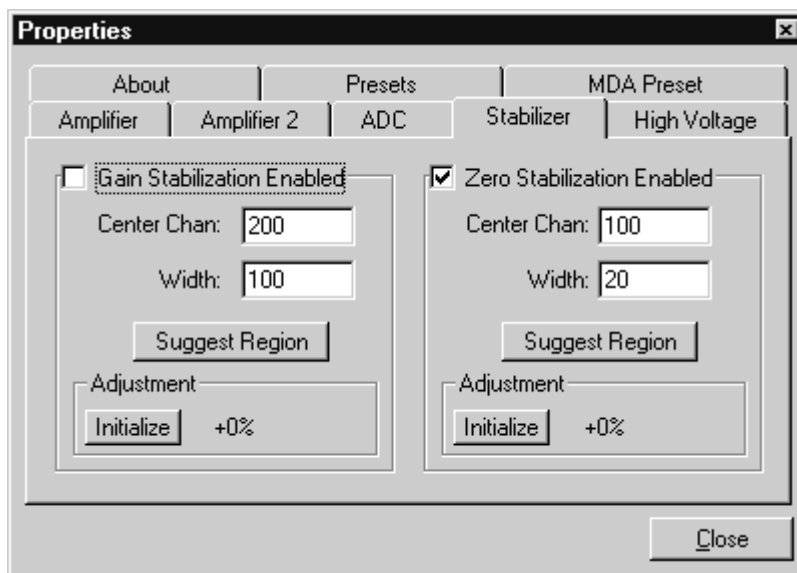 Properties
About Presets MDA Preset
Amplifier Amplifier 2 ADC Stabilizer High Voltage
Gain Stabilization Enabled
Center Chan: 200
Width: 100
Suggest Region
Adjustment
Initialize +0%
Zero Stabilization Enabled
Center Chan: 100
Width: 20
Suggest Region
Adjustment
Initialize +0%
Close